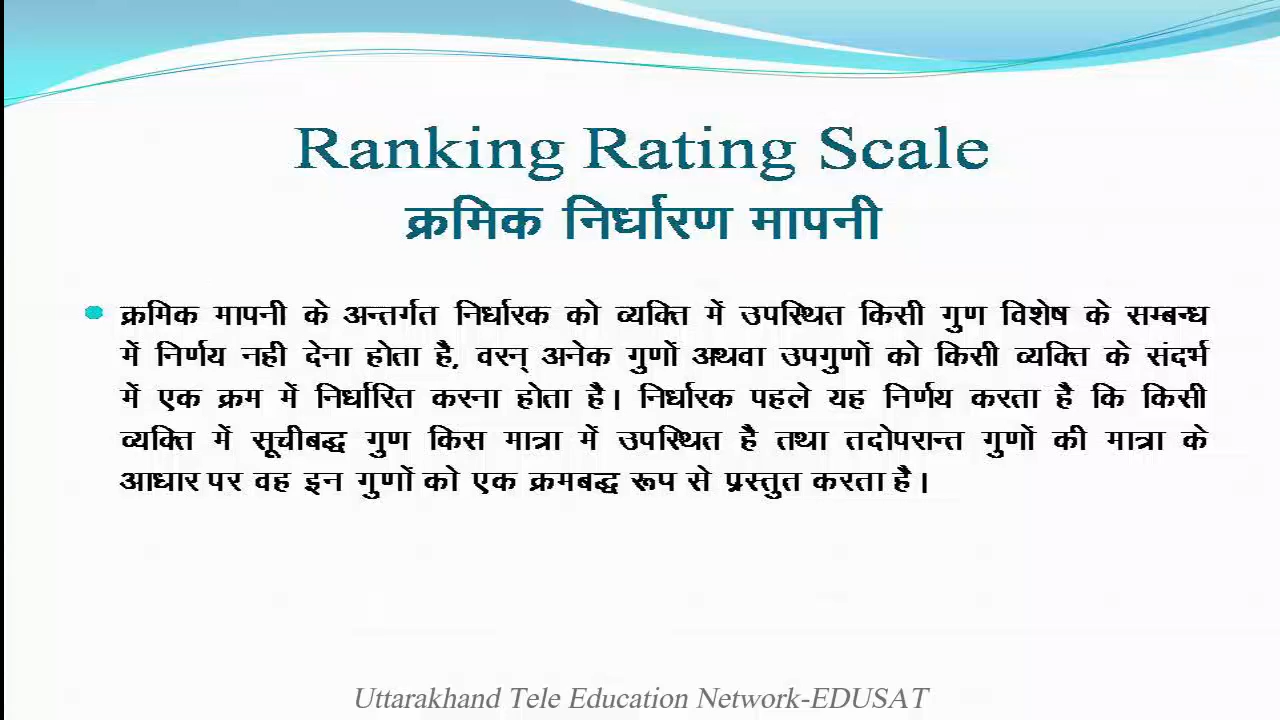 Ranking Rating Scale
क्रमिक निर्धारण मापनी
क्रमिक मापनी के अन्तर्गत निर्धारक को व्यक्ति में उपस्थित किसी गुण विशेष के सम्बन्ध
में निर्णय नही देना होता है, वरन् अनेक गुणों अथवा उपगुणों को किसी व्यक्ति के संदर्भ
में एक क्रम में निर्धारित करना होता है। निर्धारक पहले यह निर्णय करता है कि किसी
व्यक्ति में सूचीबद्ध गुण किस मात्रा में उपस्थित है तथा तदोपरान्त गुणों की मात्रा के
आधार पर वह इन गुणों को एक क्रमबद्ध रूप से प्रस्तुत करता है।
Uttarakhand Tele Education Network-EDUSAT